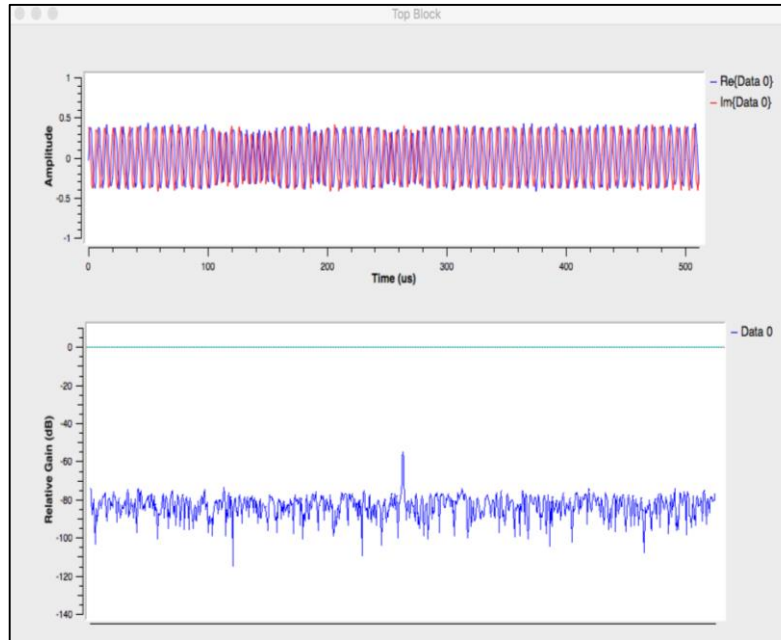 Top Block
1
0.5
0
-0.5
-1
Amplitude
Re{Data 0}
Im{Data 0}
0
100
200
300
400
500
Time (us)
0
-20
-40
-60
-80
-100
-120
-140
Relative Gain (dB)
Data 0